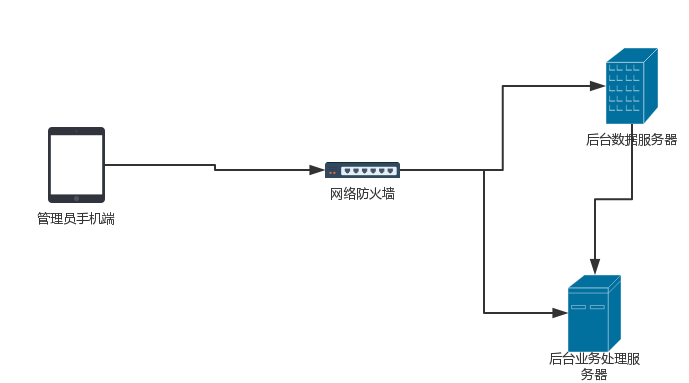 后台数据服务器
网络防火墙
管理员手机端
后台业务处理服
务器